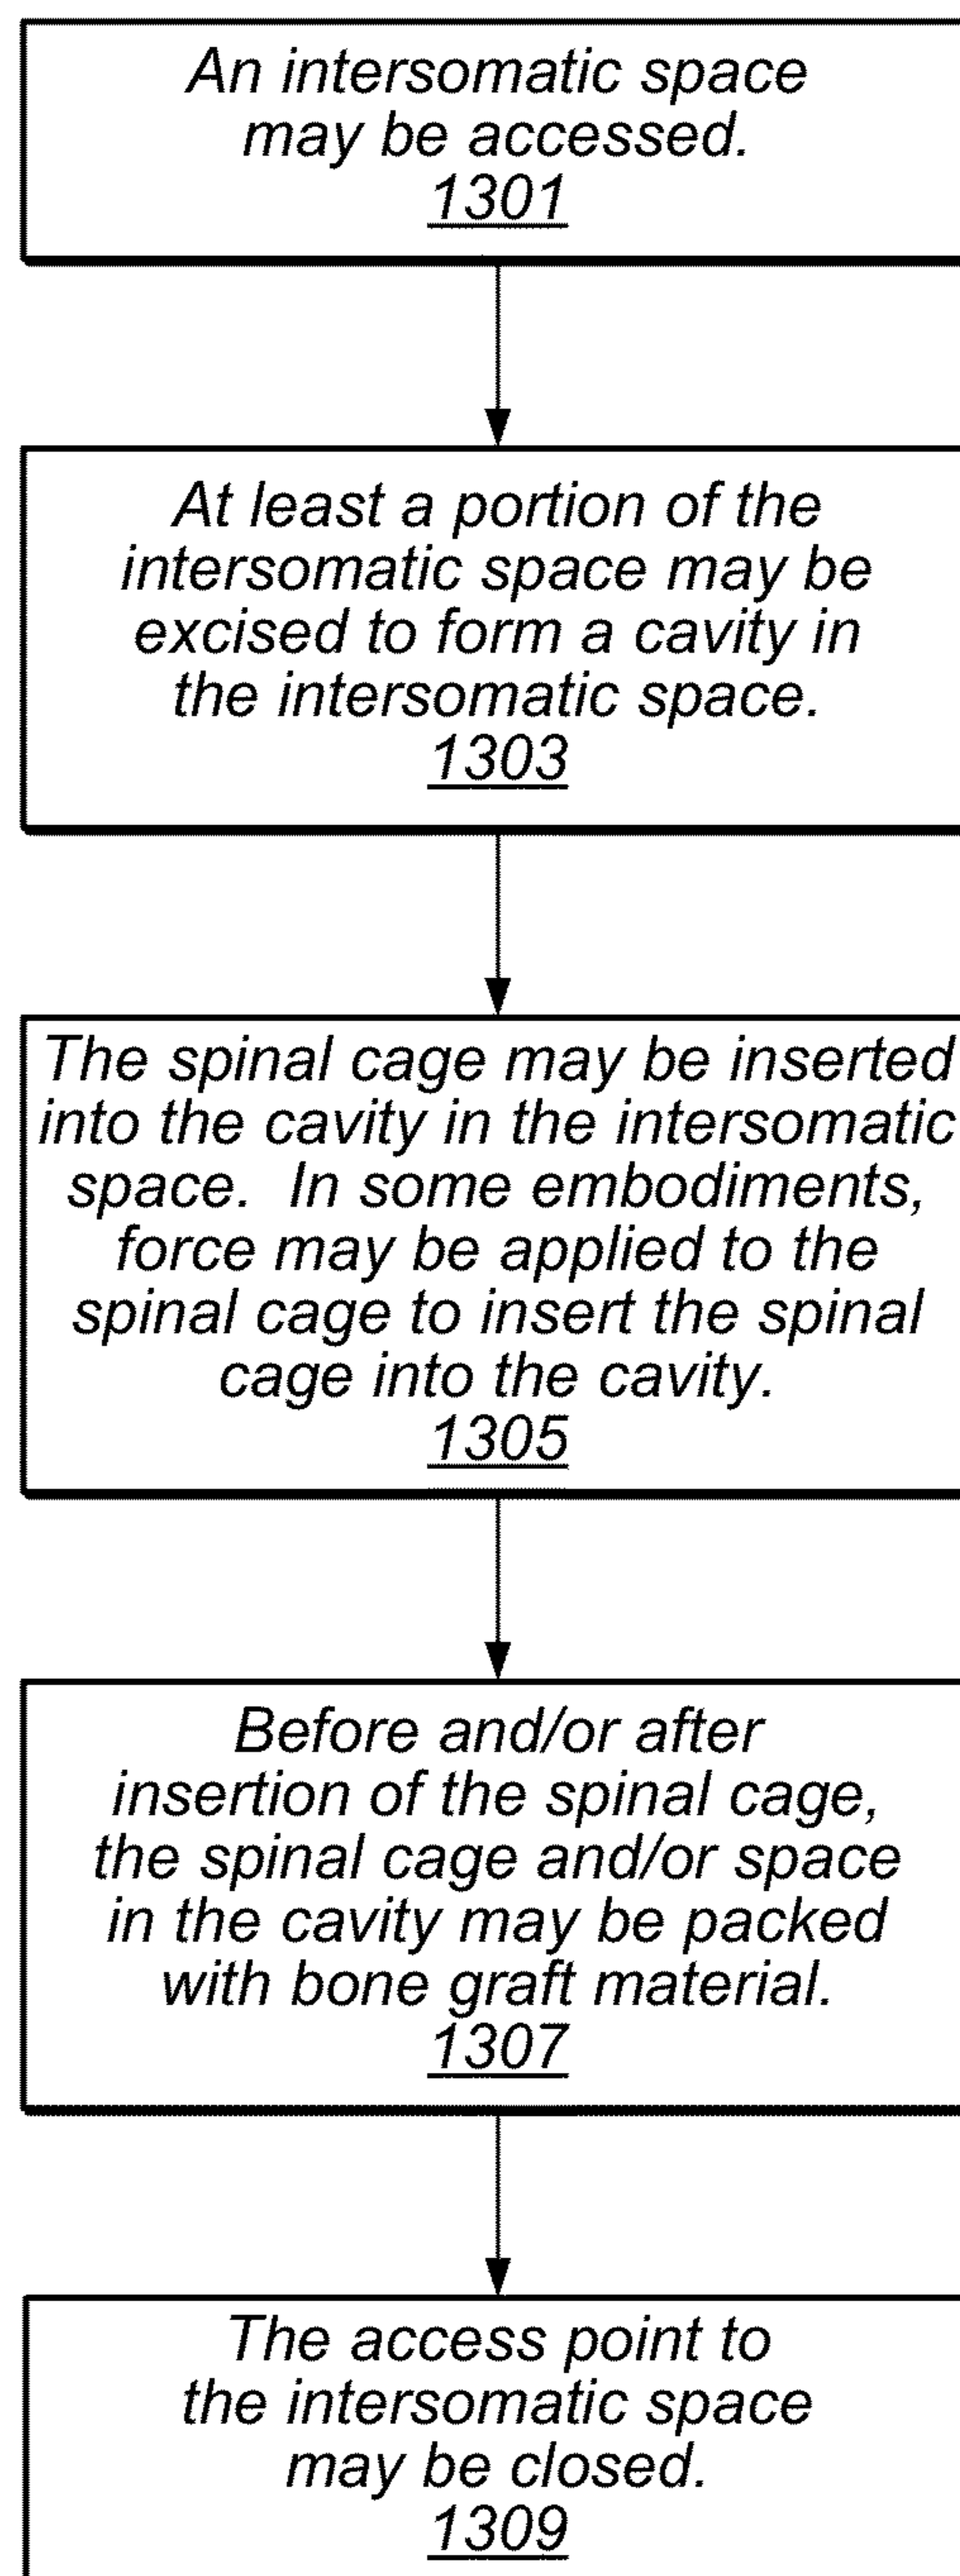 An intersomatic space
may be accessed.
1301
At least a portion of the
intersomatic space may be
excised to form a cavity in
the intersomatic space.
1303
The spinal cage may be inserted
into the cavity in the intersomatic
space.  In some embodiments,
force may be applied to the
spinal cage to insert the spinal
cage into the cavity.
1305
Before and/or after
insertion of the spinal cage,
the spinal cage and/or space
in the cavity may be packed
with bone graft material.
1307
The access point to
the intersomatic space
may be closed.
1309